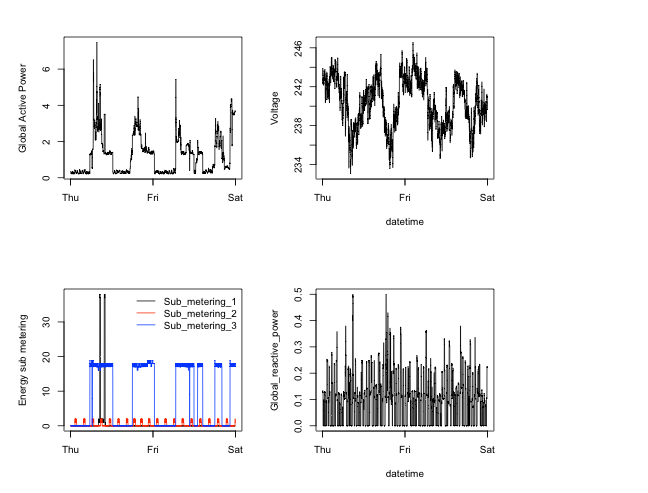 Global Active Power
0 2 4 6
Thu Fri Sat
Voltage
234 238 242 246
Thu Fri Sat
datetime
Energy sub metering
0 10 20 30
Sub_metering_1
Sub_metering_2
Sub_metering_3
Thu Fri Sat
Global_reactive_power
0.0 0.1 0.2 0.3 0.4 0.5
Thu Fri Sat
datetime